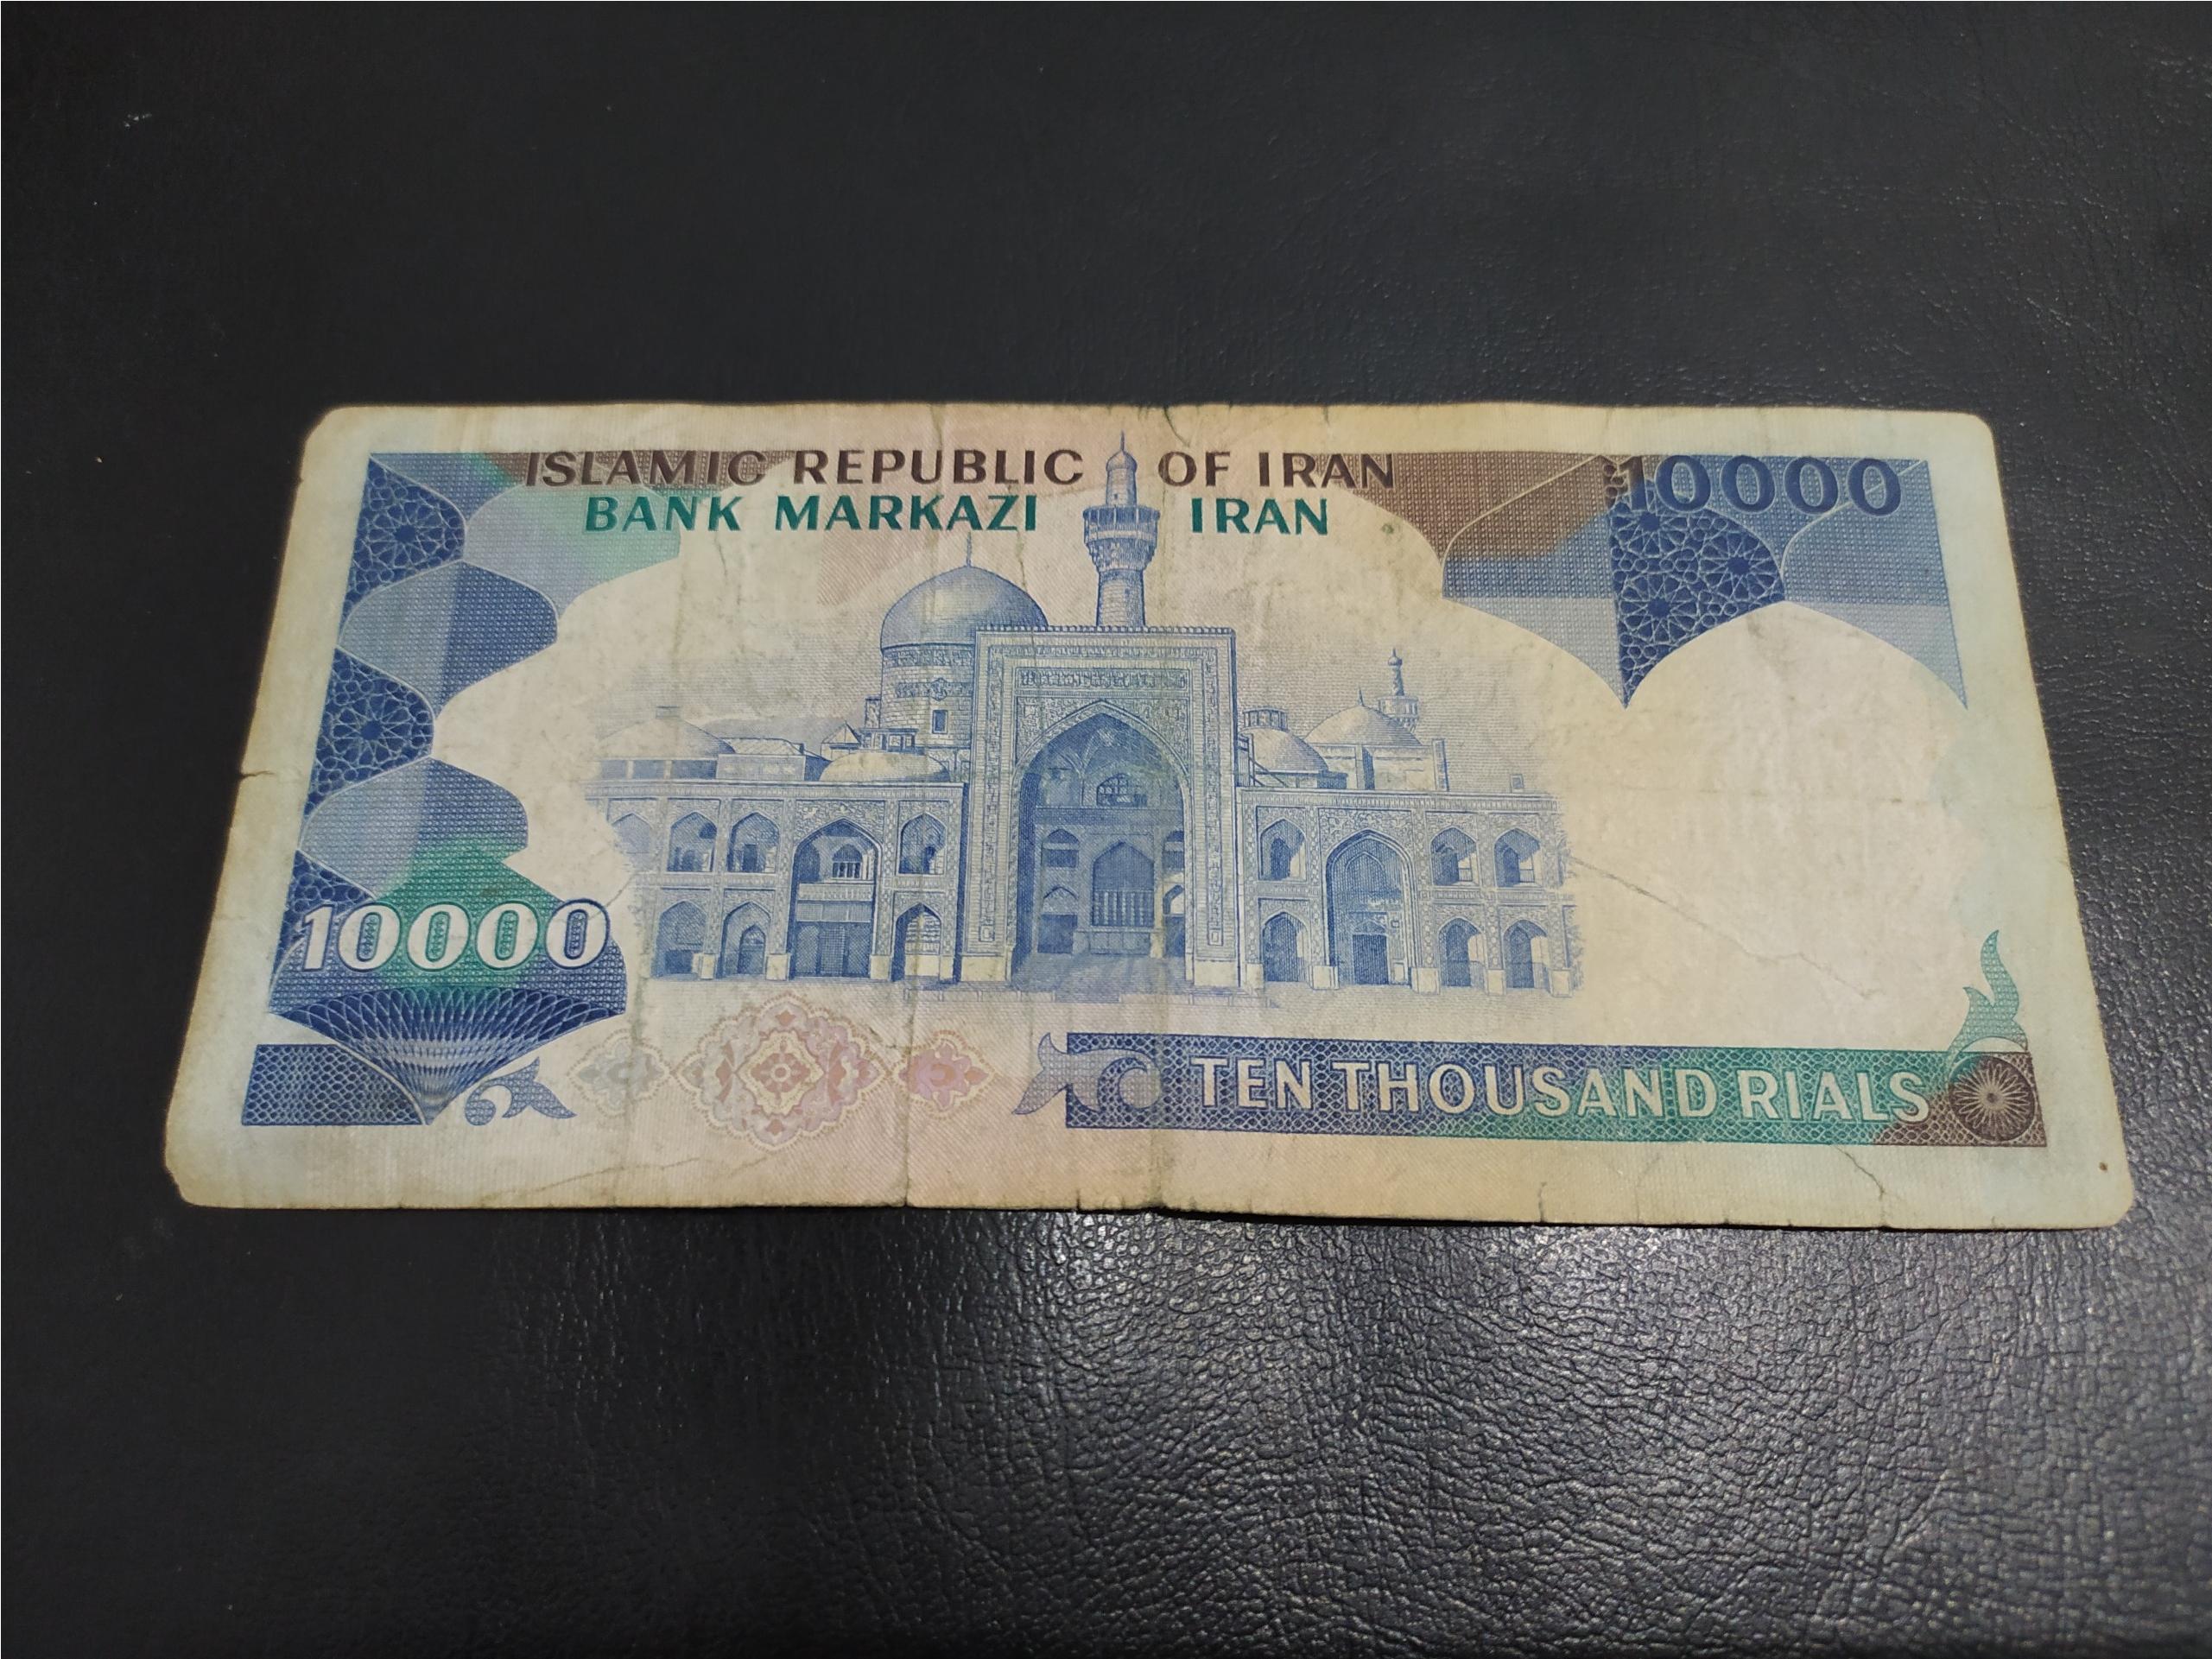 ISLAMIC REPUBLIC OF IRAN
BANK MARKAZI IRAN
10000
10000
TEN THOUSAND RIALS